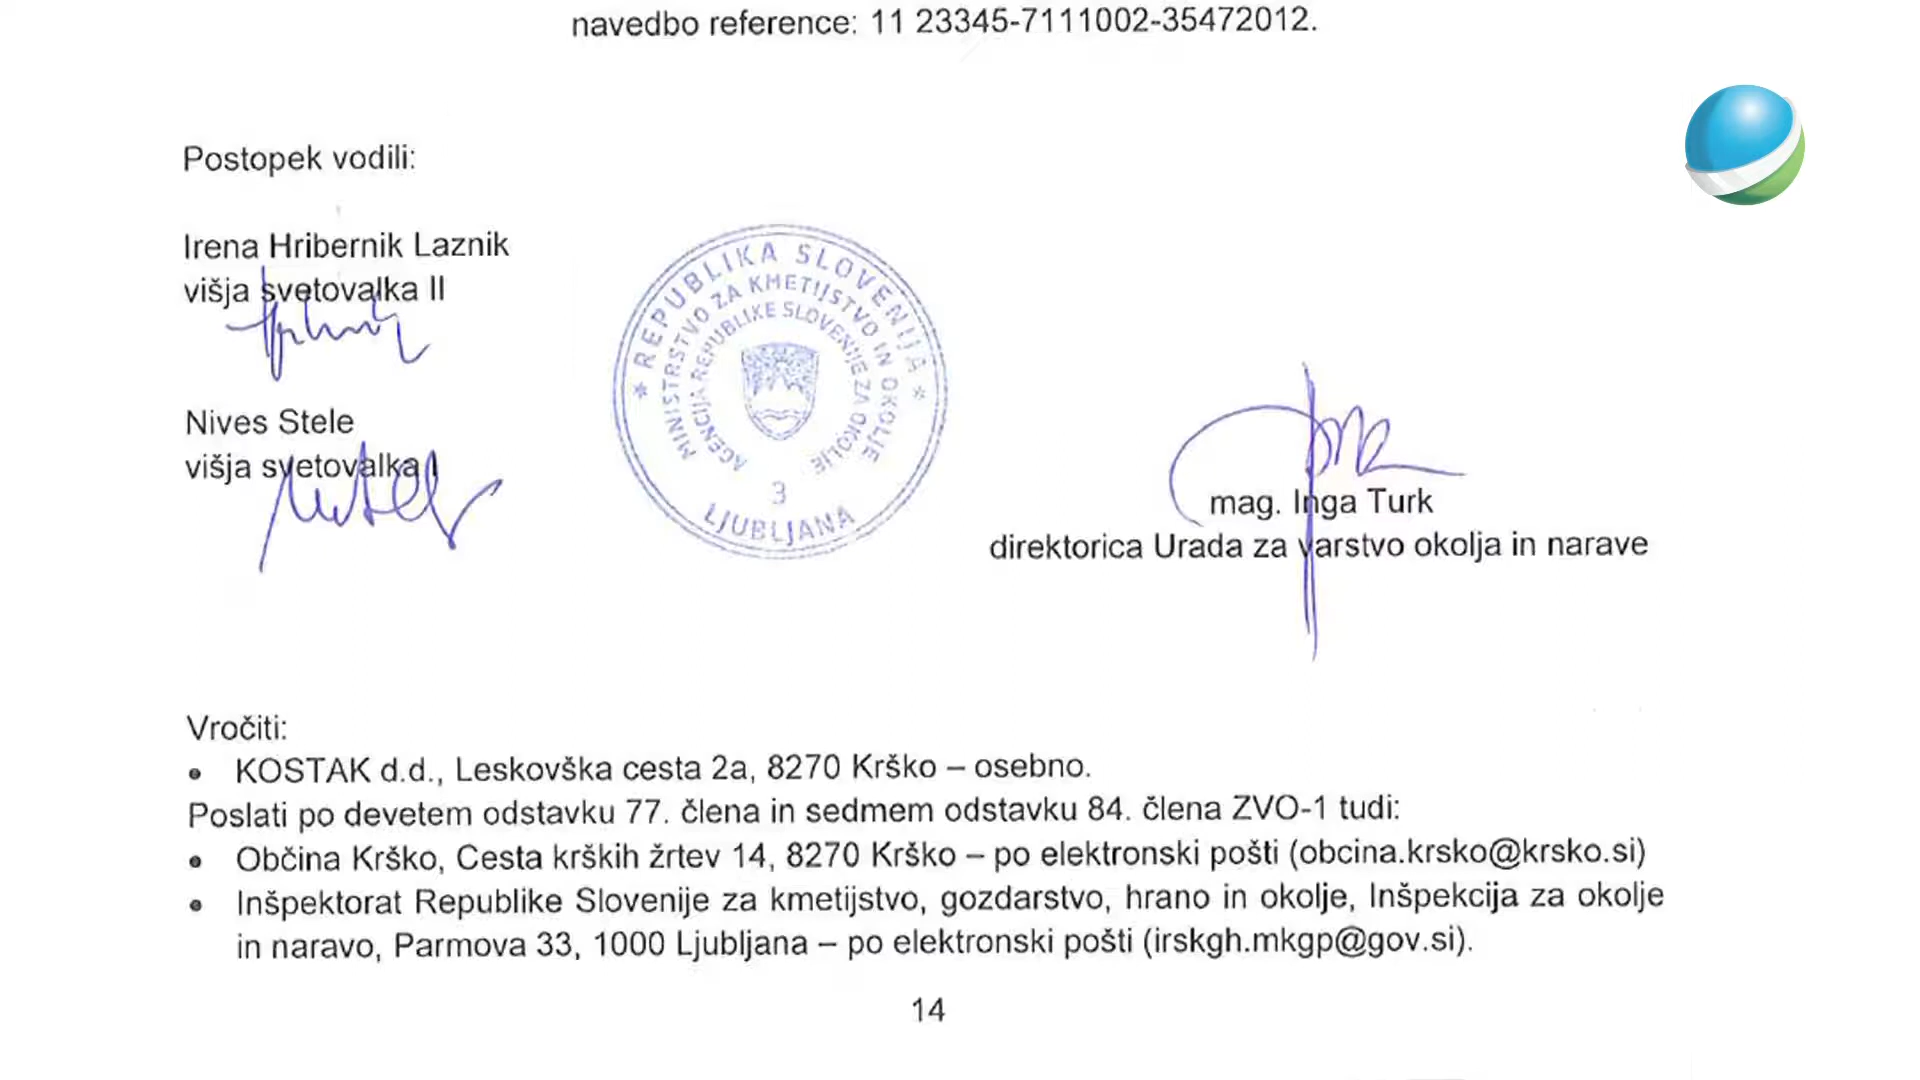 navedbo reference: 11 23345-7111002-35472012.
Postopek vodili:
Irena Hribernik Laznik
višja svetovalka II
Nives Stele
višja svetovalka I
REPUBLIKA SLOVENIJA
MINISTRSTVO ZA KMETIJSTVO IN OKOLJE
AGENCIJA REPUBLIKE SLOVENIJE ZA OKOLJE
3
LJUBLJANA
mag. Inga Turk
direktorica Urada za varstvo okolja in narave
Vročiti:
• KOSTAK d.d., Leskovška cesta 2a, 8270 Krško – osebno.
Poslati po devetem odstavku 77. člena in sedmem odstavku 84. člena ZVO-1 tudi:
• Občina Krško, Cesta krških žrtev 14, 8270 Krško – po elektronski pošti (obcina.krsko@krsko.si)
• Inšpektorat Republike Slovenije za kmetijstvo, gozdarstvo, hrano in okolje, Inšpekcija za okolje
in naravo, Parmova 33, 1000 Ljubljana – po elektronski pošti (irskgh.mkgp@gov.si).
14